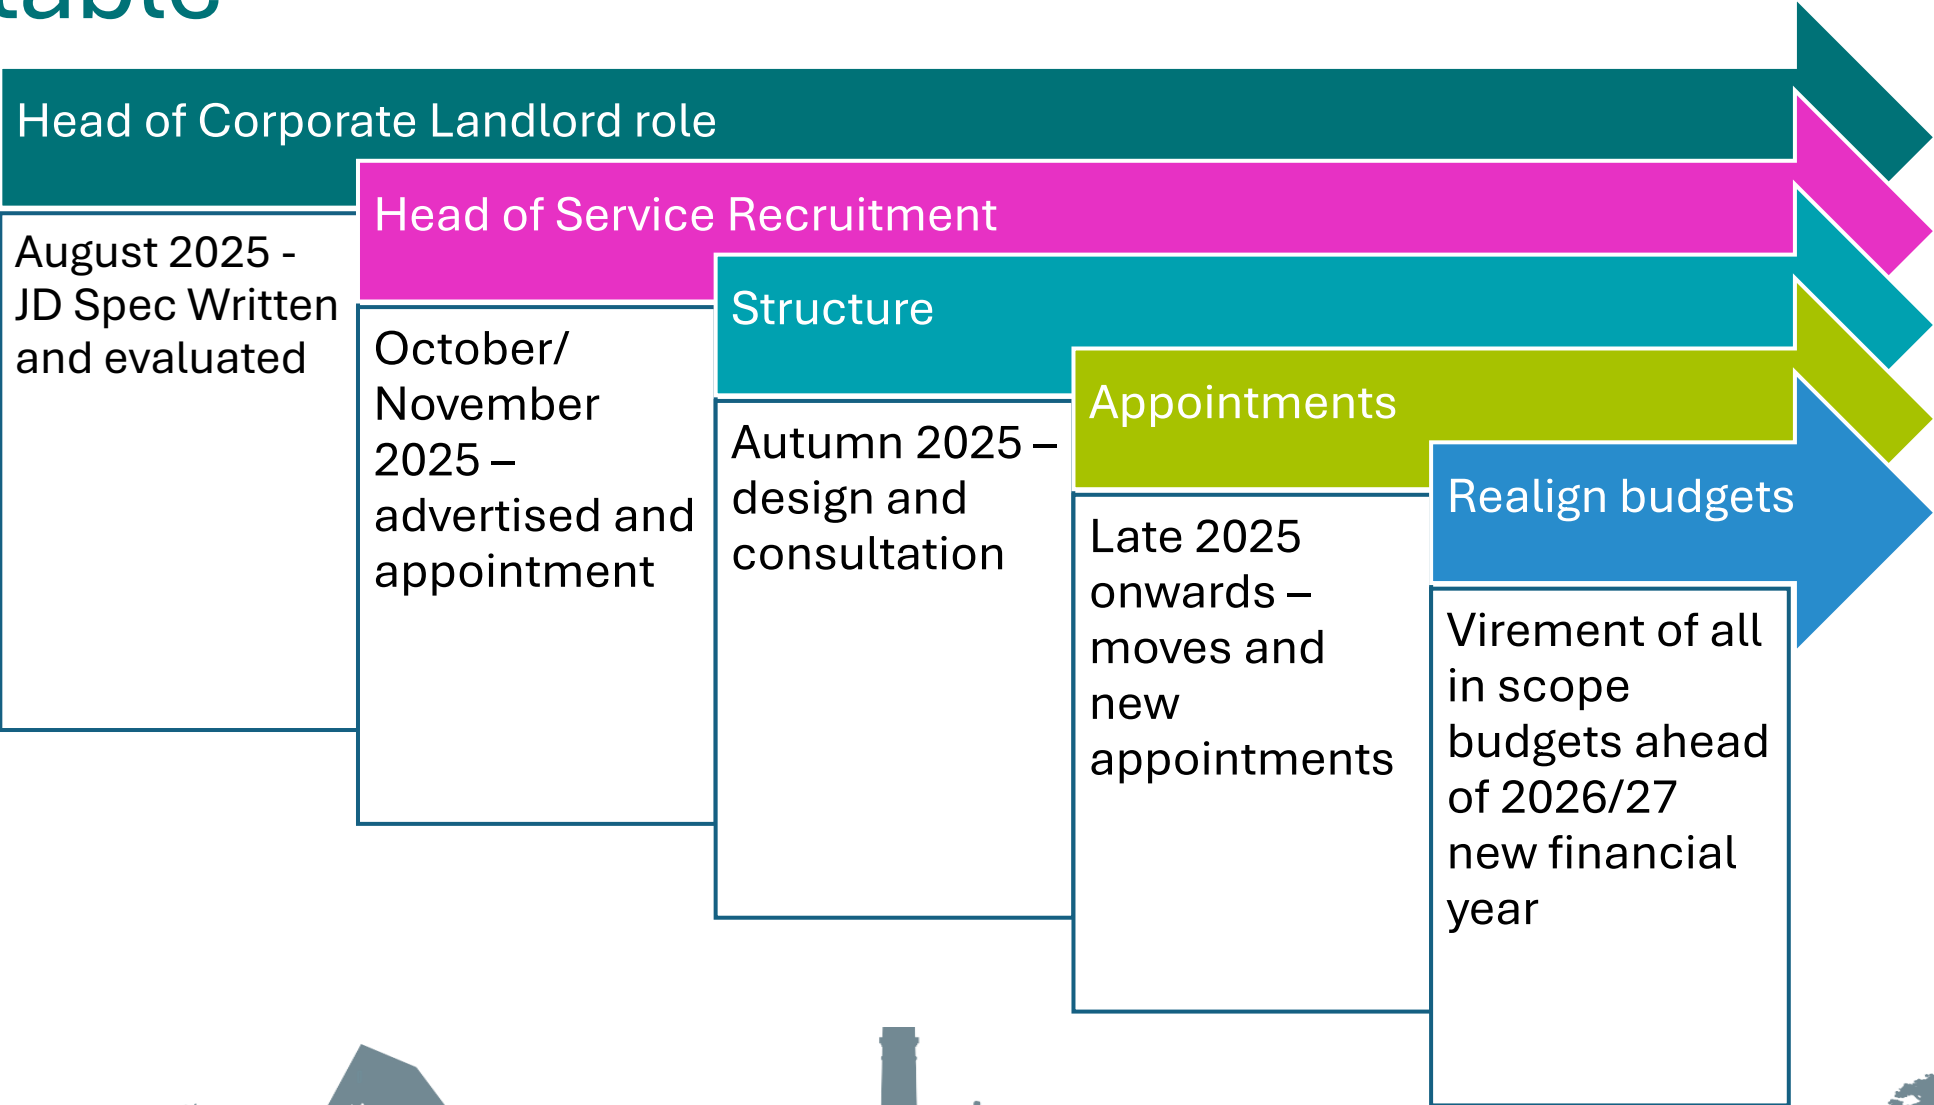 Head of Corporate Landlord role
August 2025 -
JD Spec Written
and evaluated
Head of Service Recruitment
October/
November
2025 –
advertised and
appointment
Structure
Autumn 2025 –
design and
consultation
Appointments
Late 2025
onwards –
moves and
new
appointments
Realign budgets
Virement of all
in scope
budgets ahead
of 2026/27
new financial
year